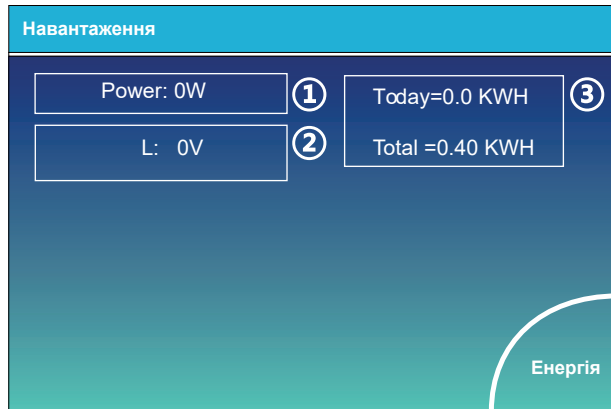 Навантаження
Power: 0W
①
L: 0V
②
Today=0.0 KWH
③
Total =0.40 KWH
Енергія